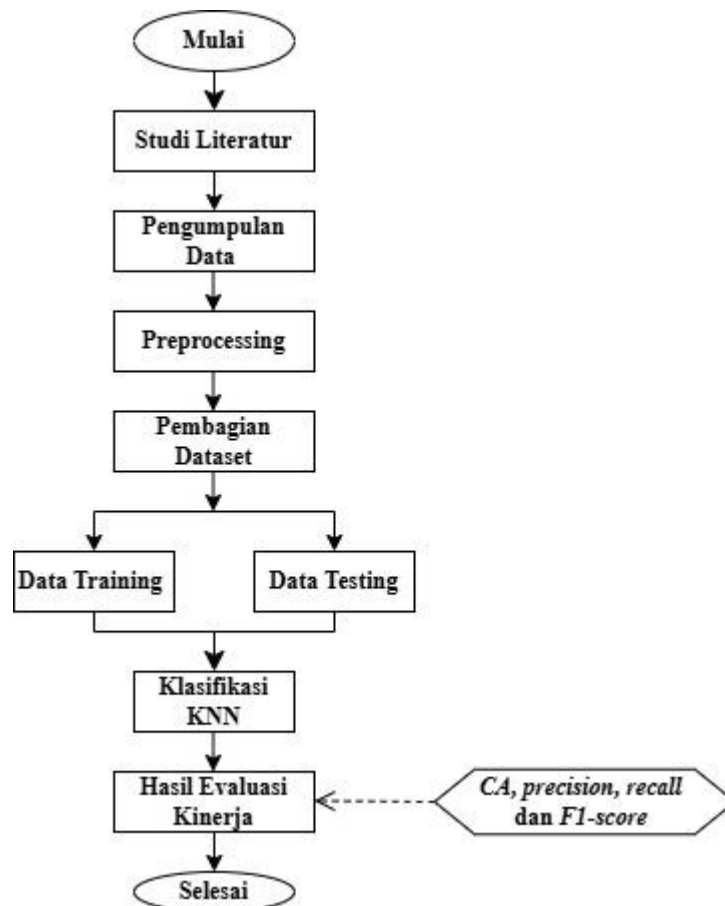 Mulai
Studi Literatur
Pengumpulan
Data
Preprocessing
Pembagian
Dataset
Data Training
Data Testing
Klasifikasi
KNN
Hasil Evaluasi
Kinerja
CA, precision, recall
dan F1-score
Selesai